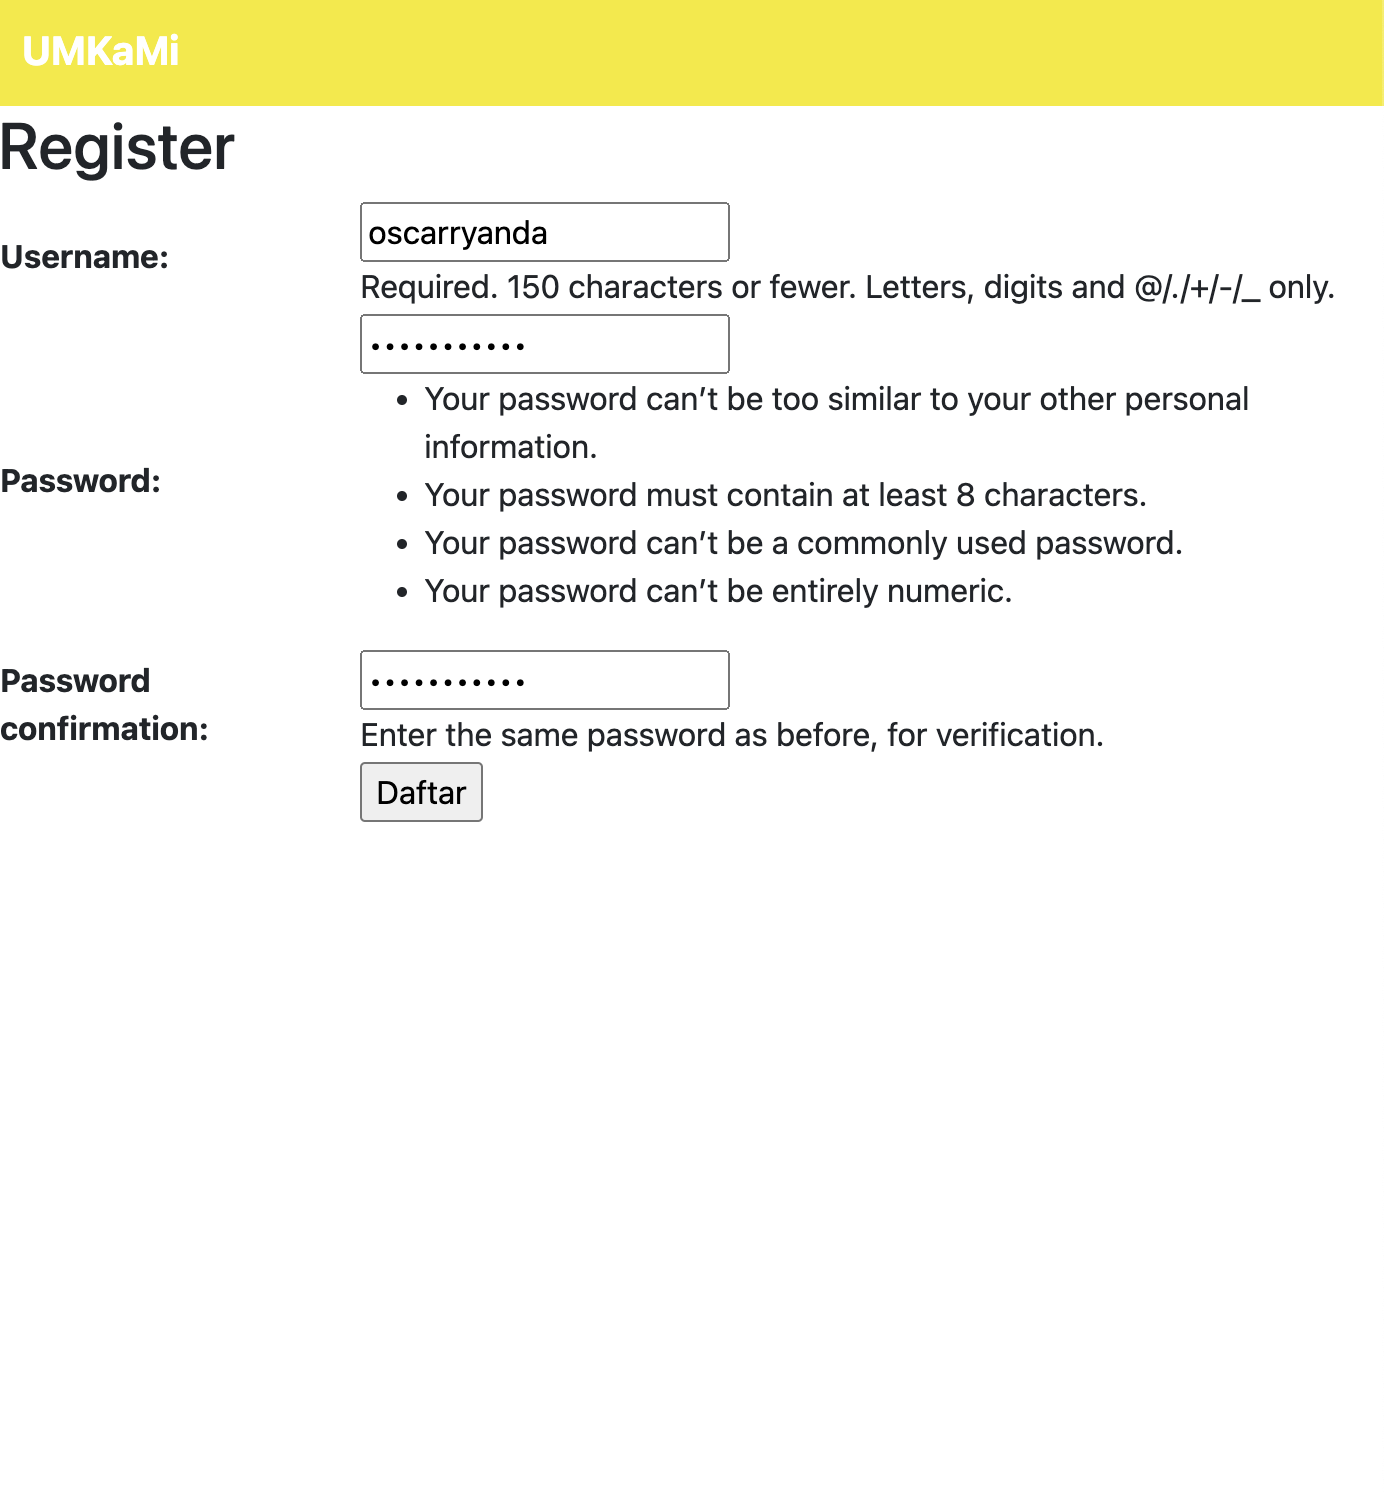 UMKaMi
Register
Username:
oscarryanda
Required. 150 characters or fewer. Letters, digits and @/./+/-/_ only.
Password:
•••••••••••
• Your password can’t be too similar to your other personal
information.
• Your password must contain at least 8 characters.
• Your password can’t be a commonly used password.
• Your password can’t be entirely numeric.
Password
confirmation:
•••••••••••
Enter the same password as before, for verification.
Daftar